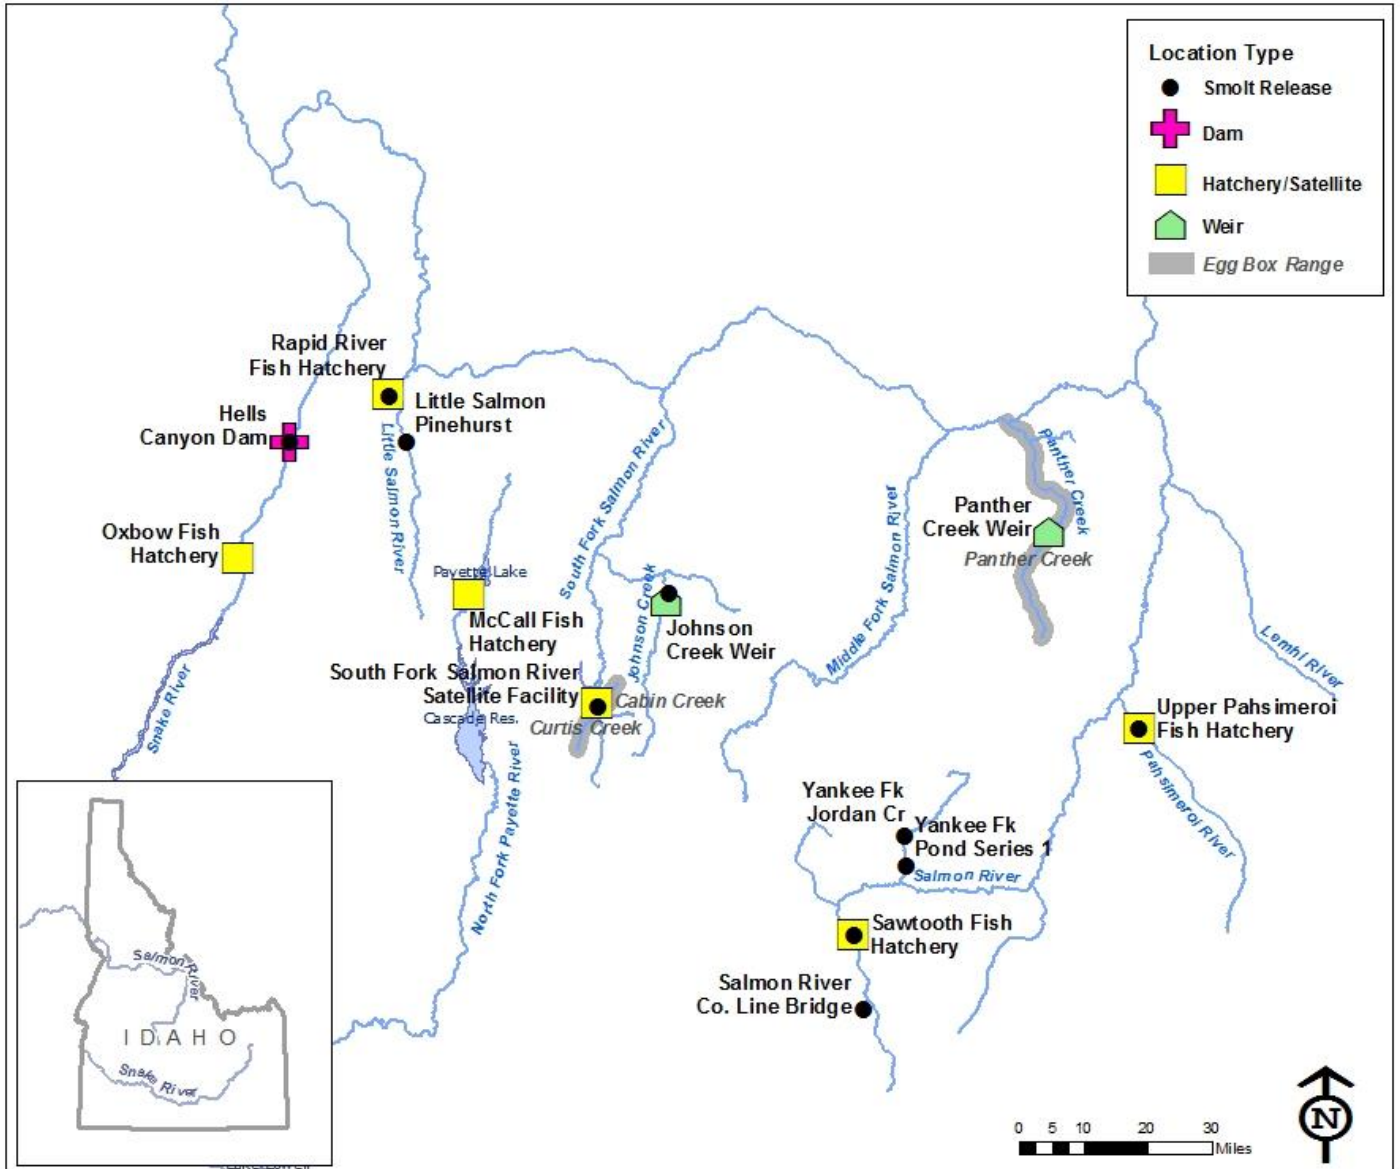 Location Type
Smolt Release
Dam
Hatchery/Satellite
Weir
Egg Box Range
Rapid River
Fish Hatchery
Little Salmon
Pinehurst
Hells
Canyon Dam
Little Salmon River
South Fork Salmon River
Panther Creek
Panther
Creek Weir
Panther Creek
Oxbow Fish
Hatchery
Payette Lake
McCall Fish
Hatchery
Johnson Creek
Johnson
Creek Weir
Middle Fork Salmon River
Lemhi River
South Fork Salmon River
Satellite Facility
Cabin Creek
Cascade Res.
Curtis Creek
Snake River
Upper Pahsimeroi
Fish Hatchery
Pahsimeroi River
North Fork Payette River
Yankee Fk
Jordan Cr
Yankee Fk
Pond Series 1
Salmon River
Sawtooth Fish
Hatchery
Salmon River
Co. Line Bridge
Salmon River
IDAHO
Snake River
N
0 5 10 20 30
Miles